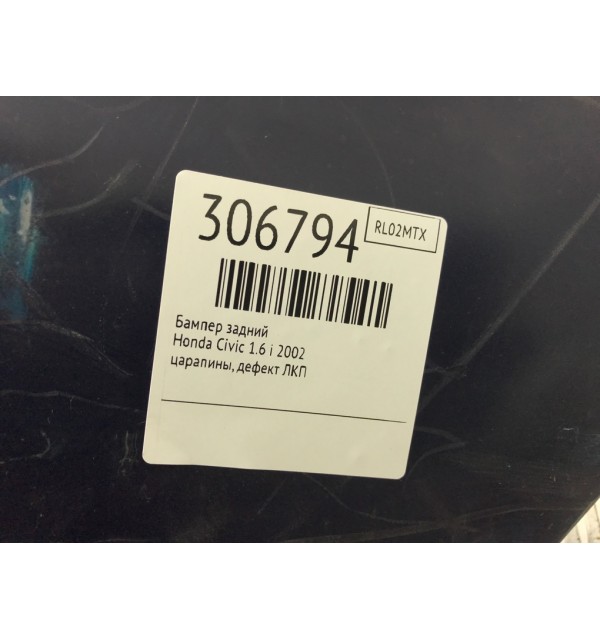 306794
RL02MTX
Бампер задний
Honda Civic 1.6 i 2002
царапины, дефект ЛКП